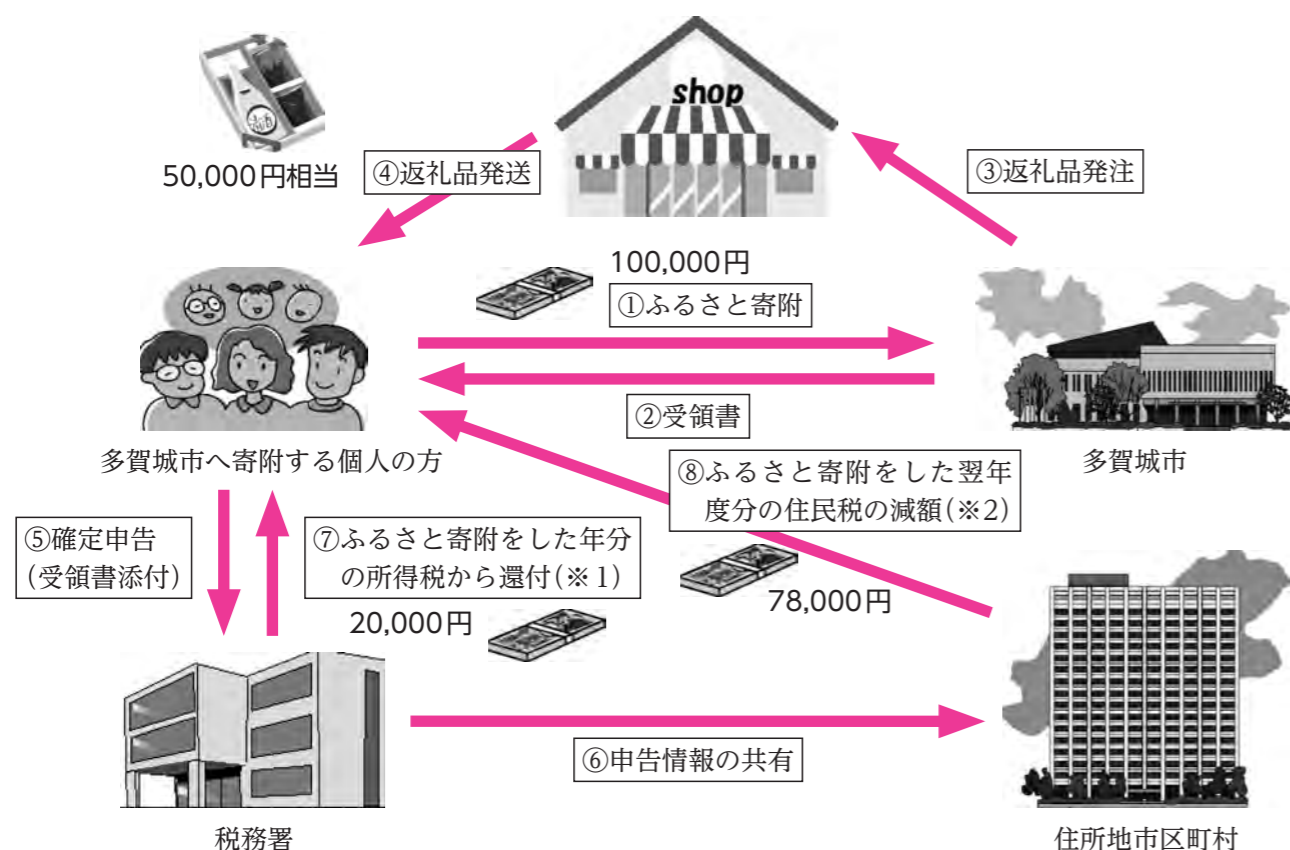 shop
50,000円相当
④返礼品発送
③返礼品発注
100,000円
①ふるさと寄附
②受領書
多賀城市へ寄附する個人の方
多賀城市
⑧ふるさと寄附をした翌年
度分の住民税の減額(※2)
⑤確定申告
(受領書添付)
⑦ふるさと寄附をした年分
の所得税から還付(※1)
78,000円
20,000円
⑥申告情報の共有
税務署
住所地市区町村